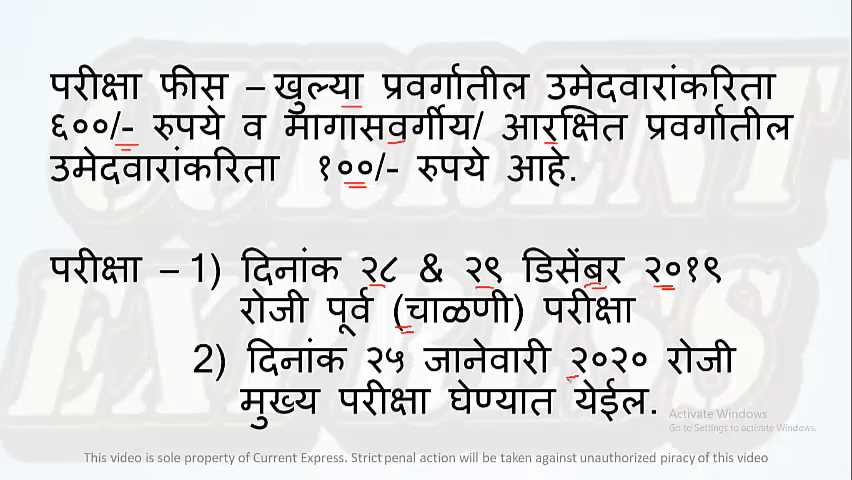 परीक्षा फीस – खुल्या प्रवर्गातील उमेदवारांकरिता
६००/- रुपये व मागासवर्गीय/ आरक्षित प्रवर्गातील
उमेदवारांकरिता १००/- रुपये आहे.
परीक्षा – 1) दिनांक २८ & २९ डिसेंबर २०१९
रोजी पूर्व (चाळणी) परीक्षा
2) दिनांक २५ जानेवारी २०२० रोजी
मुख्य परीक्षा घेण्यात येईल.
Activate Windows
Go to Settings to activate Windows.
This video is sole property of Current Express. Strict penal action will be taken against unauthorized piracy of this video
CURRENT
EXPRESS